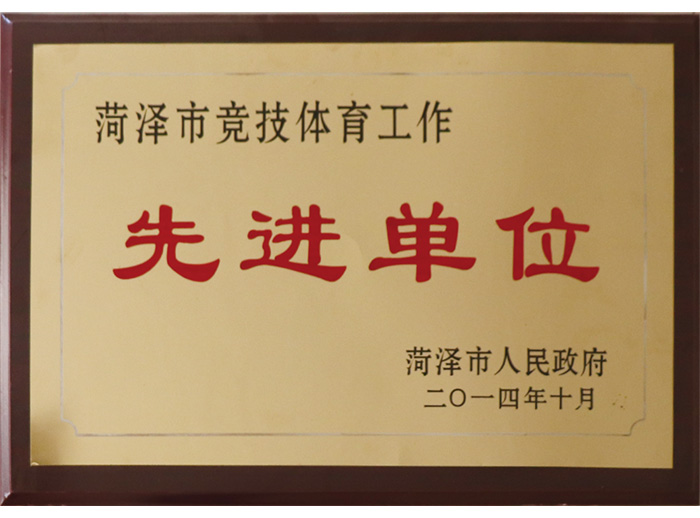 菏泽市竞技体育工作
先进单位
菏泽市人民政府
二〇一四年十月